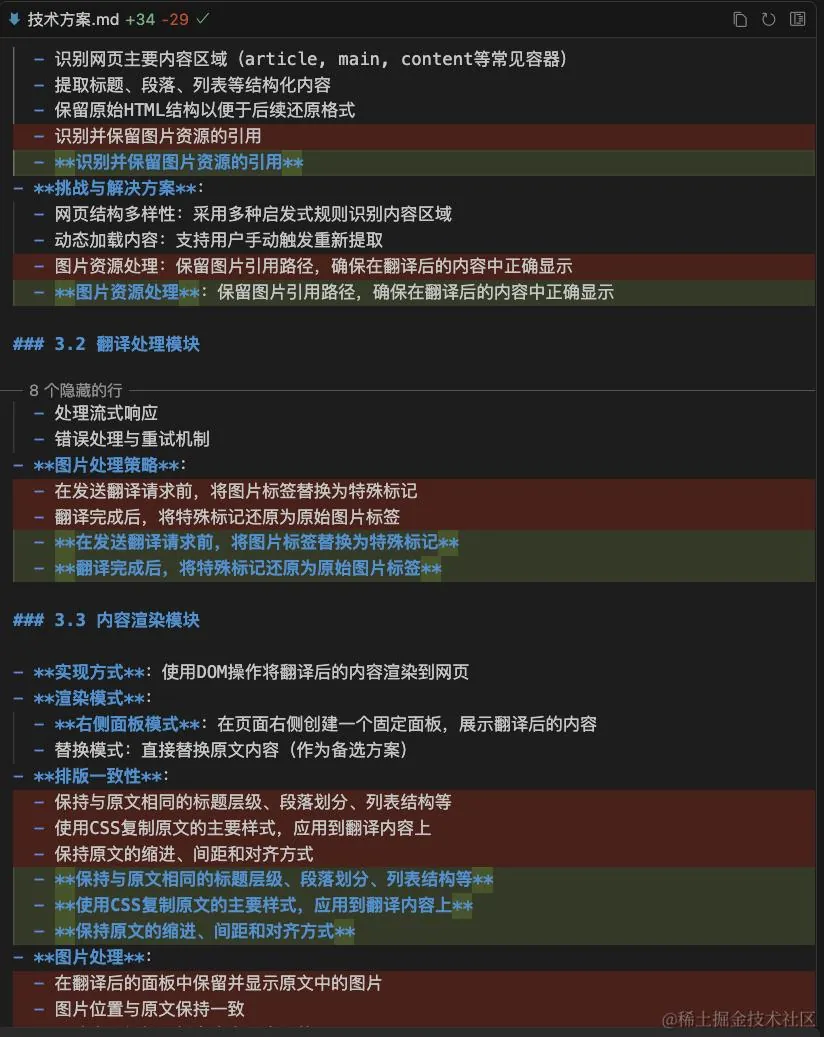 技术方案.md +34 -29
- 识别网页主要内容区域（article, main, content等常见容器）
- 提取标题、段落、列表等结构化内容
- 保留原始HTML结构以便于后续还原格式
- 识别并保留图片资源的引用
- **识别并保留图片资源的引用**
- **挑战与解决方案**：
- 网页结构多样性：采用多种启发式规则识别内容区域
- 动态加载内容：支持用户手动触发重新提取
- 图片资源处理：保留图片引用路径，确保在翻译后的内容中正确显示
- **图片资源处理**：保留图片引用路径，确保在翻译后的内容中正确显示
### 3.2 翻译处理模块
8 个隐藏的行
- 处理流式响应
- 错误处理与重试机制
- **图片处理策略**：
- 在发送翻译请求前，将图片标签替换为特殊标记
- 翻译完成后，将特殊标记还原为原始图片标签
- **在发送翻译请求前，将图片标签替换为特殊标记**
- **翻译完成后，将特殊标记还原为原始图片标签**
### 3.3 内容渲染模块
- **实现方式**：使用DOM操作将翻译后的内容渲染到网页
- **渲染模式**：
- **右侧面板模式**：在页面右侧创建一个固定面板，展示翻译后的内容
- 替换模式：直接替换原文内容（作为备选方案）
- **排版一致性**：
- 保持与原文相同的标题层级、段落划分、列表结构等
- 使用CSS复制原文的主要样式，应用到翻译内容上
- 保持原文的缩进、间距和对齐方式
- **保持与原文相同的标题层级、段落划分、列表结构等**
- **使用CSS复制原文的主要样式，应用到翻译内容上**
- **保持原文的缩进、间距和对齐方式**
- **图片处理**：
- 在翻译后的面板中保留并显示原文中的图片
- 图片位置与原文保持一致
@稀土掘金技术社区